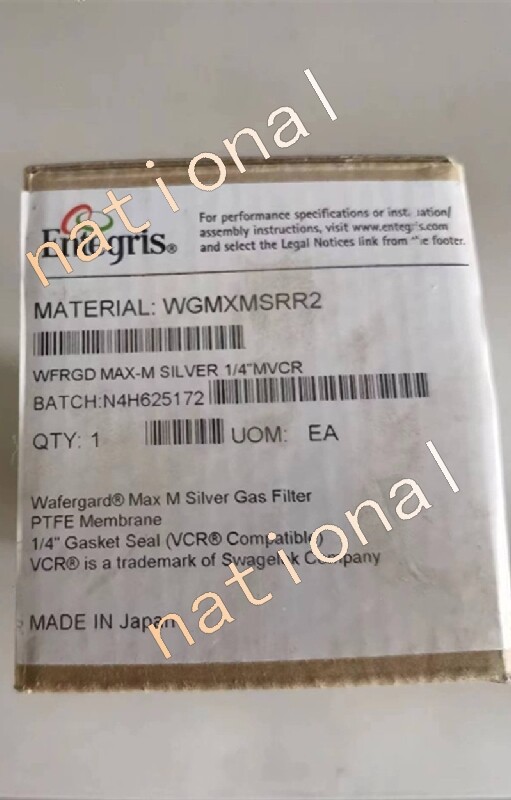 Entegris®
For performance specifications or inst. lation/
assembly instructions, visit www.entegris.com
and select the Legal Notices link from footer.
MATERIAL: WGMXMSRR2
WFRGD MAX-M SILVER 1/4"MVCR
BATCH:N4H625172
QTY: 1 UOM: EA
Wafergard® Max M Silver Gas Filter
PTFE Membrane
1/4" Gasket Seal (VCR® Compatible)
VCR® is a trademark of Swagelok Company
MADE IN Japan
national
national